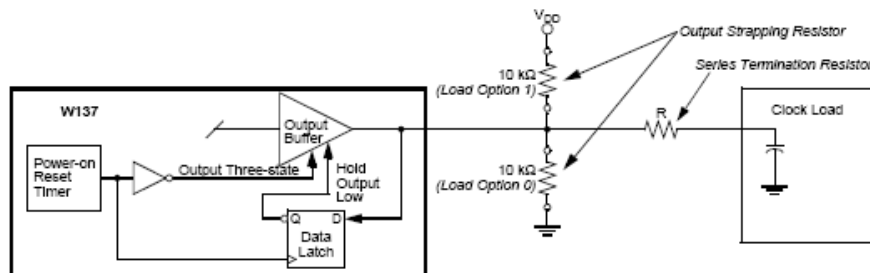 VDD
Output Strapping Resistor
Series Termination Resistor
10 kΩ
(Load Option 1)
W137
Output
Buffer
R
Clock Load
Power-on
Reset
Timer
Output Three-state
Hold
Output
Low
10 kΩ
(Load Option 0)
Q
D
Data
Latch